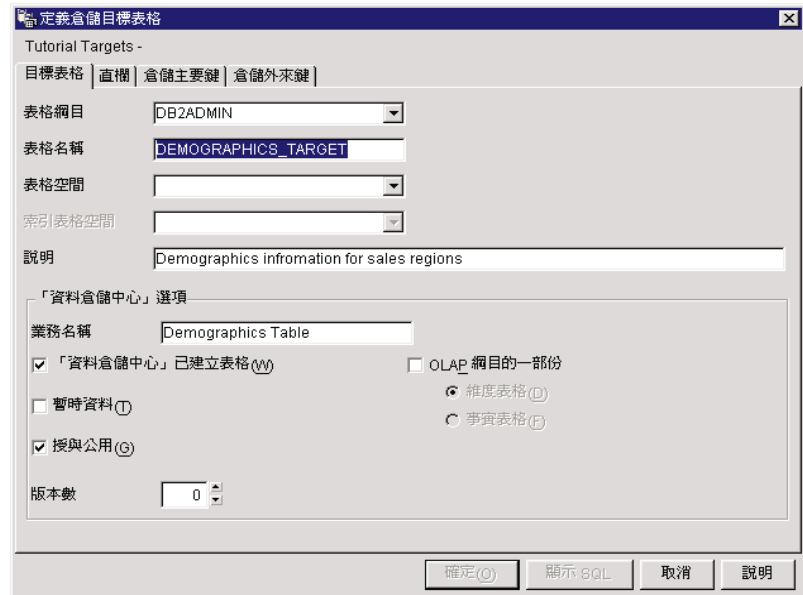 定義倉儲目標表格
Tutorial Targets -
目標表格 直欄 倉儲主要鍵 倉儲外來鍵
表格綱目 DB2ADMIN
表格名稱 DEMOGRAPHICS_TARGET
表格空間
索引表格空間
說明 Demographics infromation for sales regions
「資料倉儲中心」選項
業務名稱 Demographics Table
「資料倉儲中心」已建立表格(W) OLAP 綱目的一部份
維度表格(D)
暫時資料(T)
事實表格(F)
授與公用(G)
版本數 0
確定(O) 顯示 SQL 取消 說明